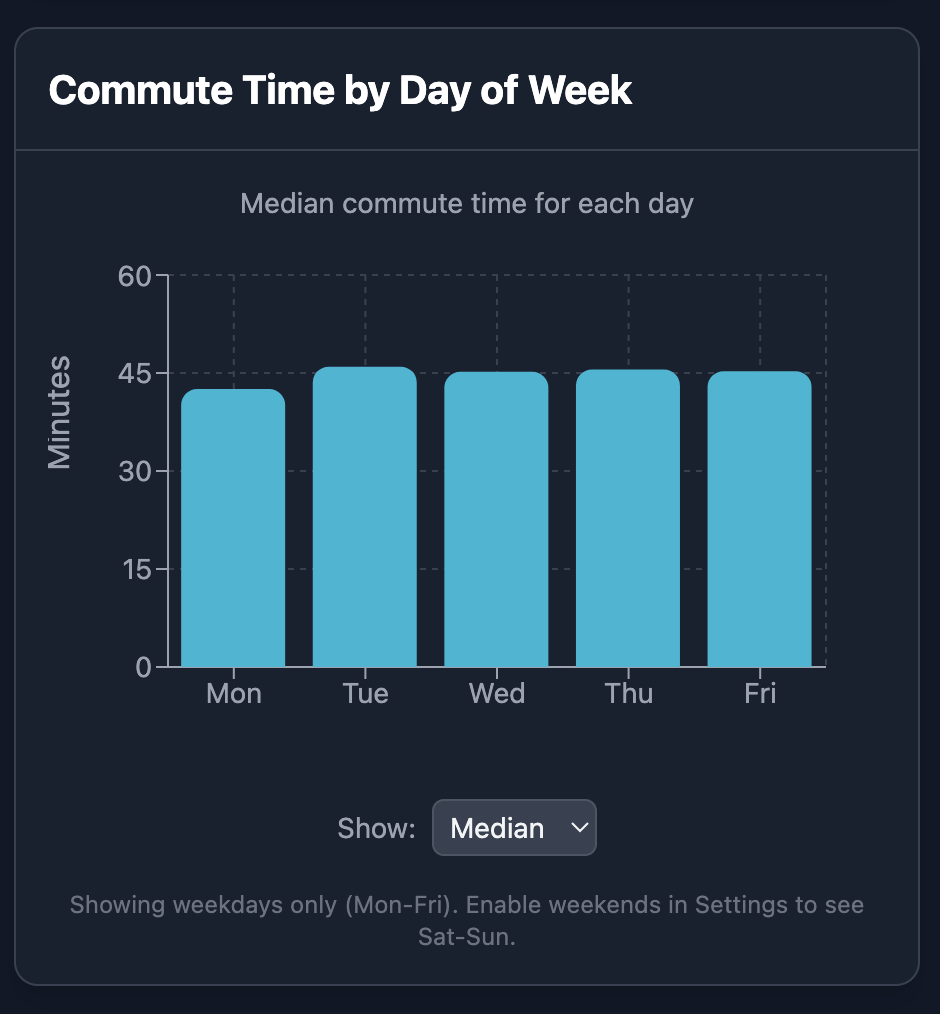 Commute Time by Day of Week
Median commute time for each day
60
45
30
15
0
Minutes
Mon Tue Wed Thu Fri
Show: Median
Showing weekdays only (Mon-Fri). Enable weekends in Settings to see
Sat-Sun.